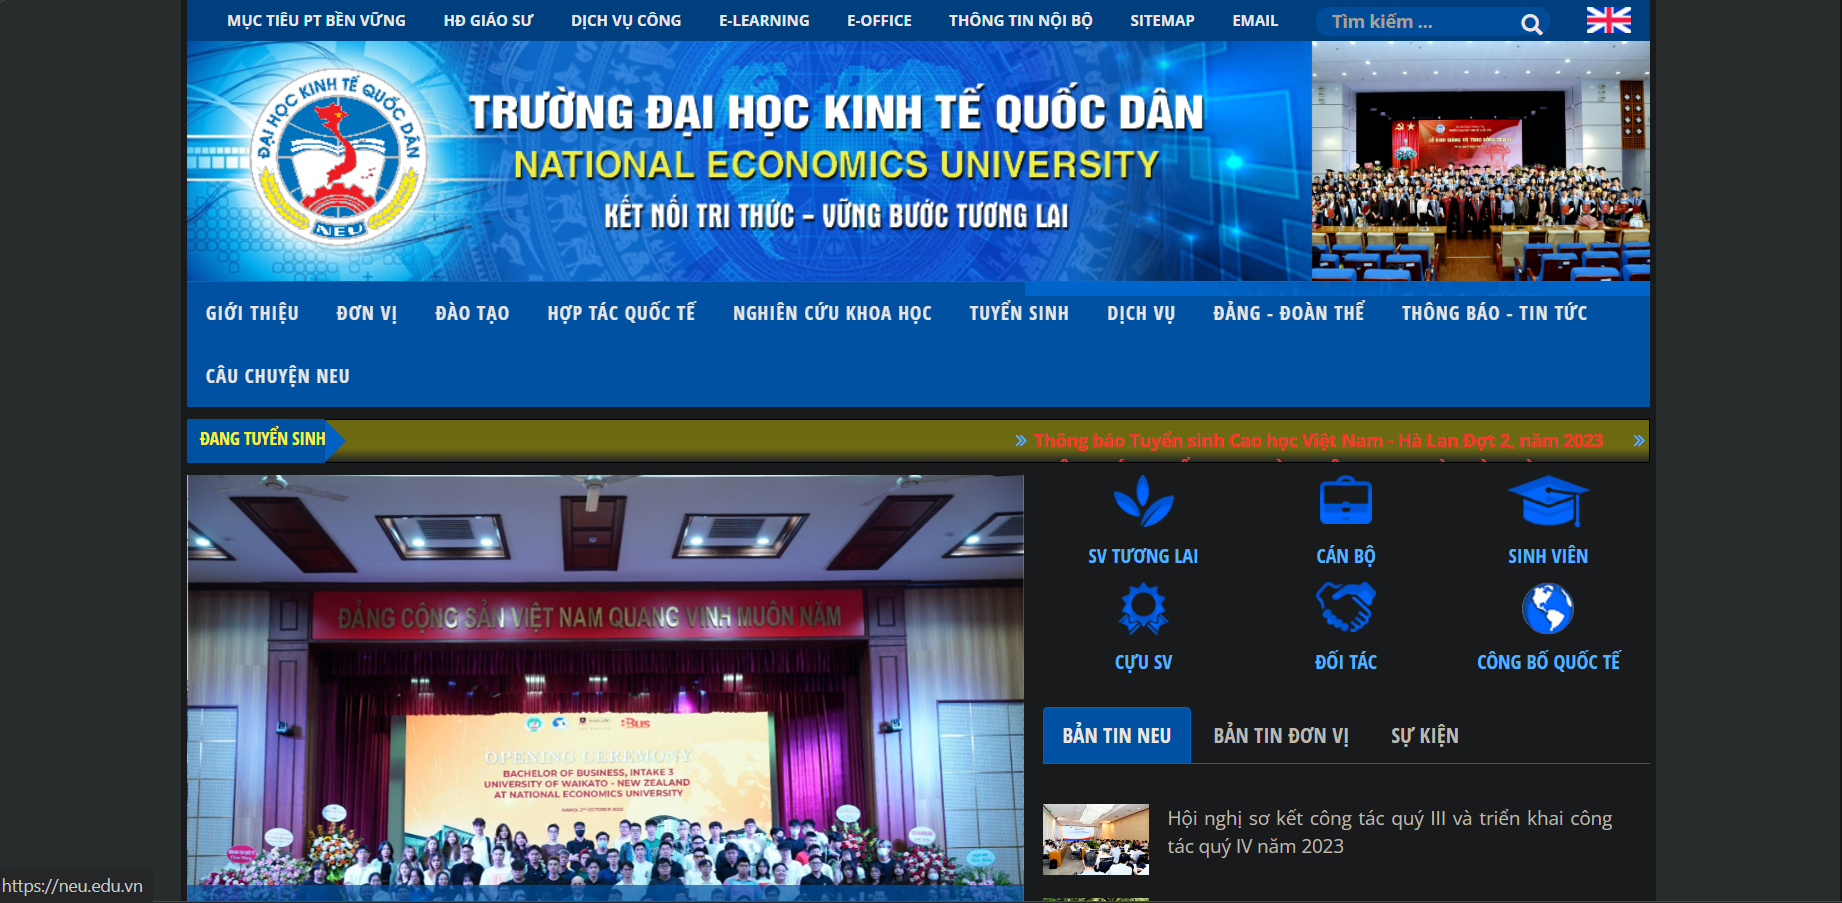 MỤC TIÊU PT BỀN VỮNG HĐ GIÁO SƯ DỊCH VỤ CÔNG E-LEARNING E-OFFICE THÔNG TIN NỘI BỘ SITEMAP EMAIL Tìm kiếm ...
ĐẠI HỌC KINH TẾ QUỐC DÂN
NEU
TRƯỜNG ĐẠI HỌC KINH TẾ QUỐC DÂN
NATIONAL ECONOMICS UNIVERSITY
KẾT NỐI TRI THỨC – VỮNG BƯỚC TƯƠNG LAI
GIỚI THIỆU ĐƠN VỊ ĐÀO TẠO HỢP TÁC QUỐC TẾ NGHIÊN CỨU KHOA HỌC TUYỂN SINH DỊCH VỤ ĐẢNG - ĐOÀN THỂ THÔNG BÁO - TIN TỨC
CÂU CHUYỆN NEU
ĐANG TUYỂN SINH
Thông báo Tuyển sinh Cao học Việt Nam - Hà Lan Đợt 2, năm 2023
ĐẢNG CỘNG SẢN VIỆT NAM QUANG VINH MUÔN NĂM
OPENING CEREMONY
BACHELOR OF BUSINESS, INTAKE 3
UNIVERSITY OF WAIKATO - NEW ZEALAND
AT NATIONAL ECONOMICS UNIVERSITY
SV TƯƠNG LAI CÁN BỘ SINH VIÊN
CỰU SV ĐỐI TÁC CÔNG BỐ QUỐC TẾ
BẢN TIN NEU BẢN TIN ĐƠN VỊ SỰ KIỆN
Hội nghị sơ kết công tác quý III và triển khai công
tác quý IV năm 2023
https://neu.edu.vn